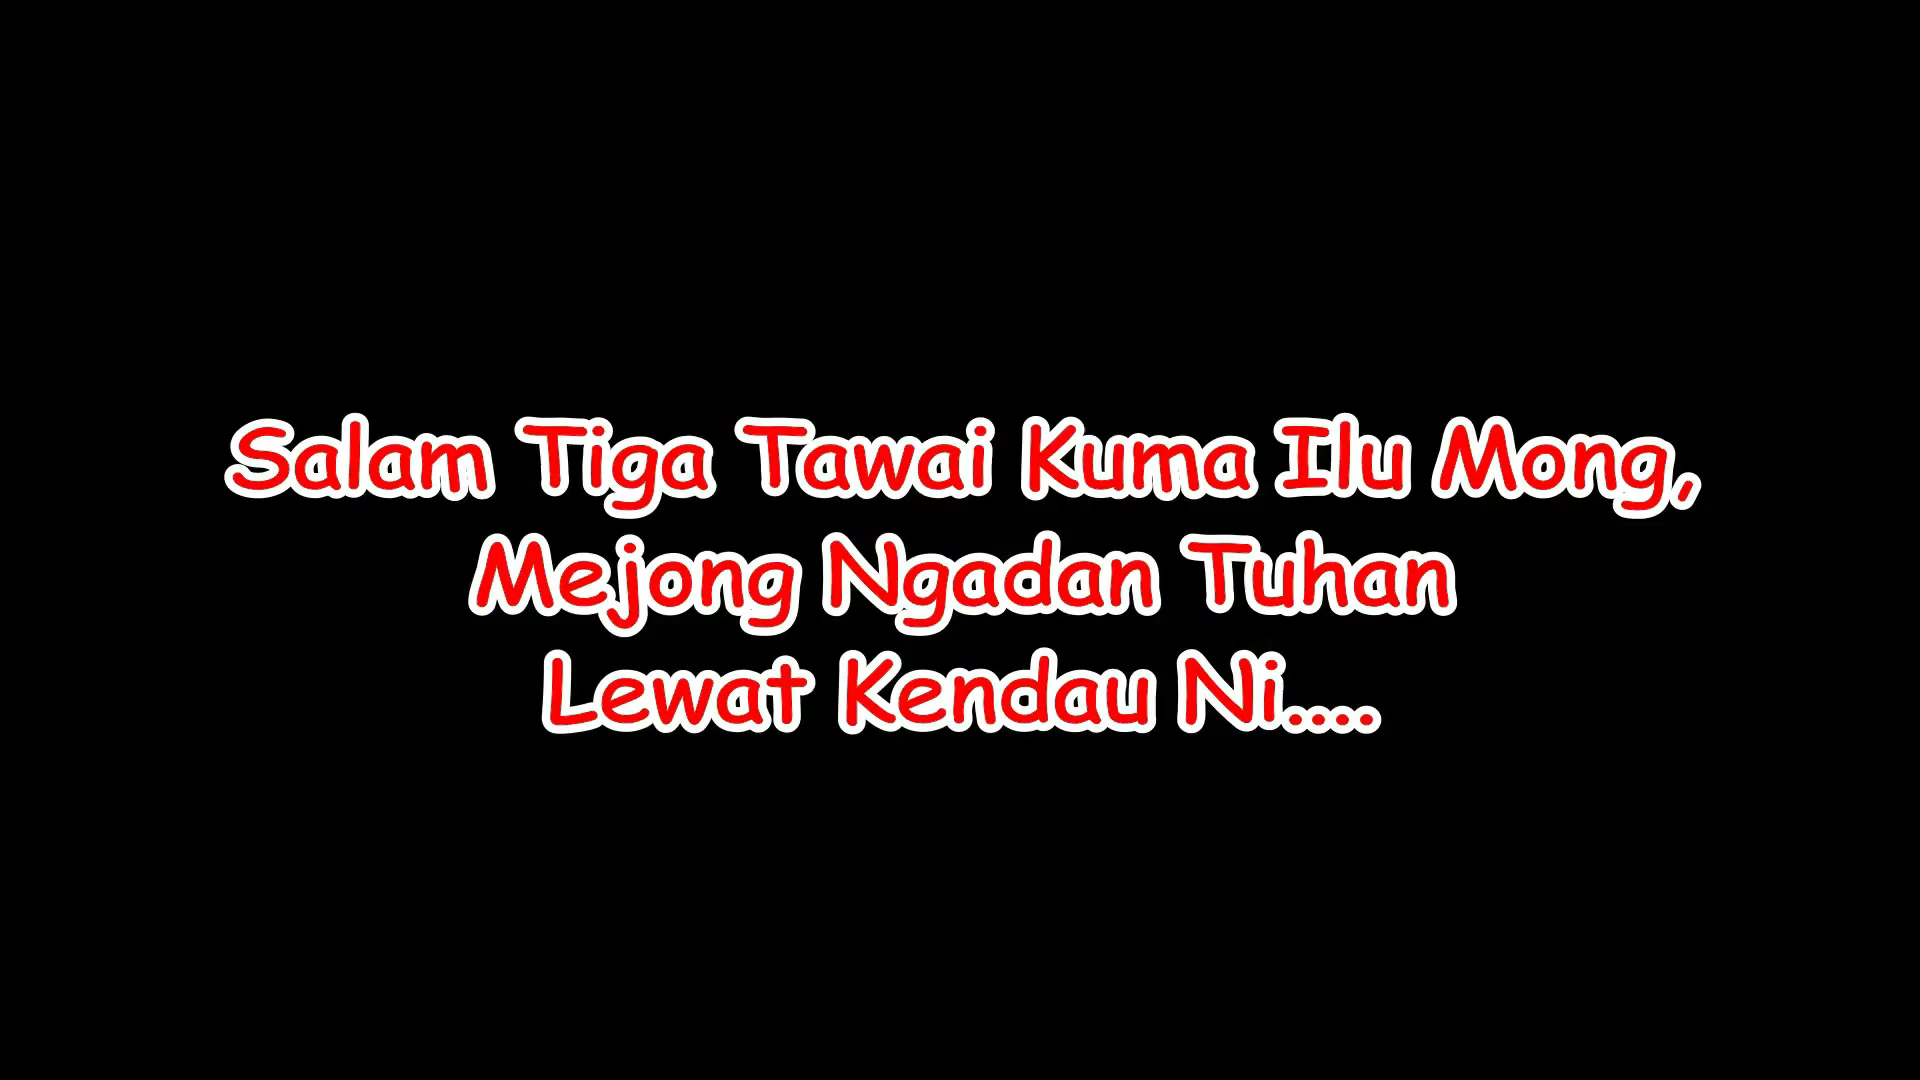 Salam Tiga Tawai Kuma Ilu Mong,
Mejong Ngadan Tuhan
Lewat Kendau Ni....